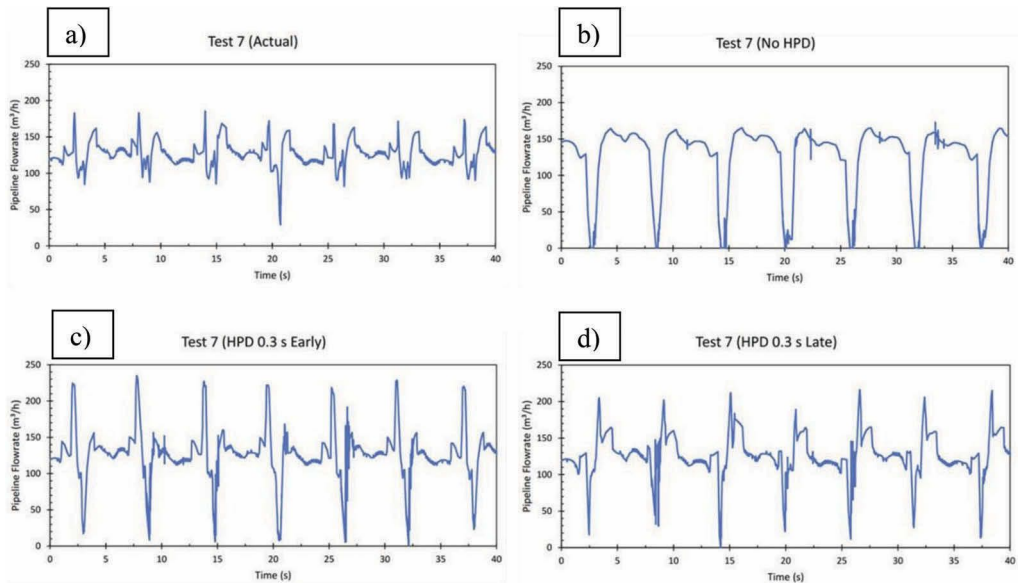 a)
Test 7 (Actual)
250
200
150
100
50
0
Pipeline Flowrate (m³/h)
0 5 10 15 20 25 30 35 40
Time (s)
b)
Test 7 (No HPD)
250
200
150
100
50
0
Pipeline Flowrate (m³/h)
0 5 10 15 20 25 30 35 40
Time (s)
c)
Test 7 (HPD 0.3 s Early)
250
200
150
100
50
0
Pipeline Flowrate (m³/h)
0 5 10 15 20 25 30 35 40
Time (s)
d)
Test 7 (HPD 0.3 s Late)
250
200
150
100
50
0
Pipeline Flowrate (m³/h)
0 5 10 15 20 25 30 35 40
Time (s)